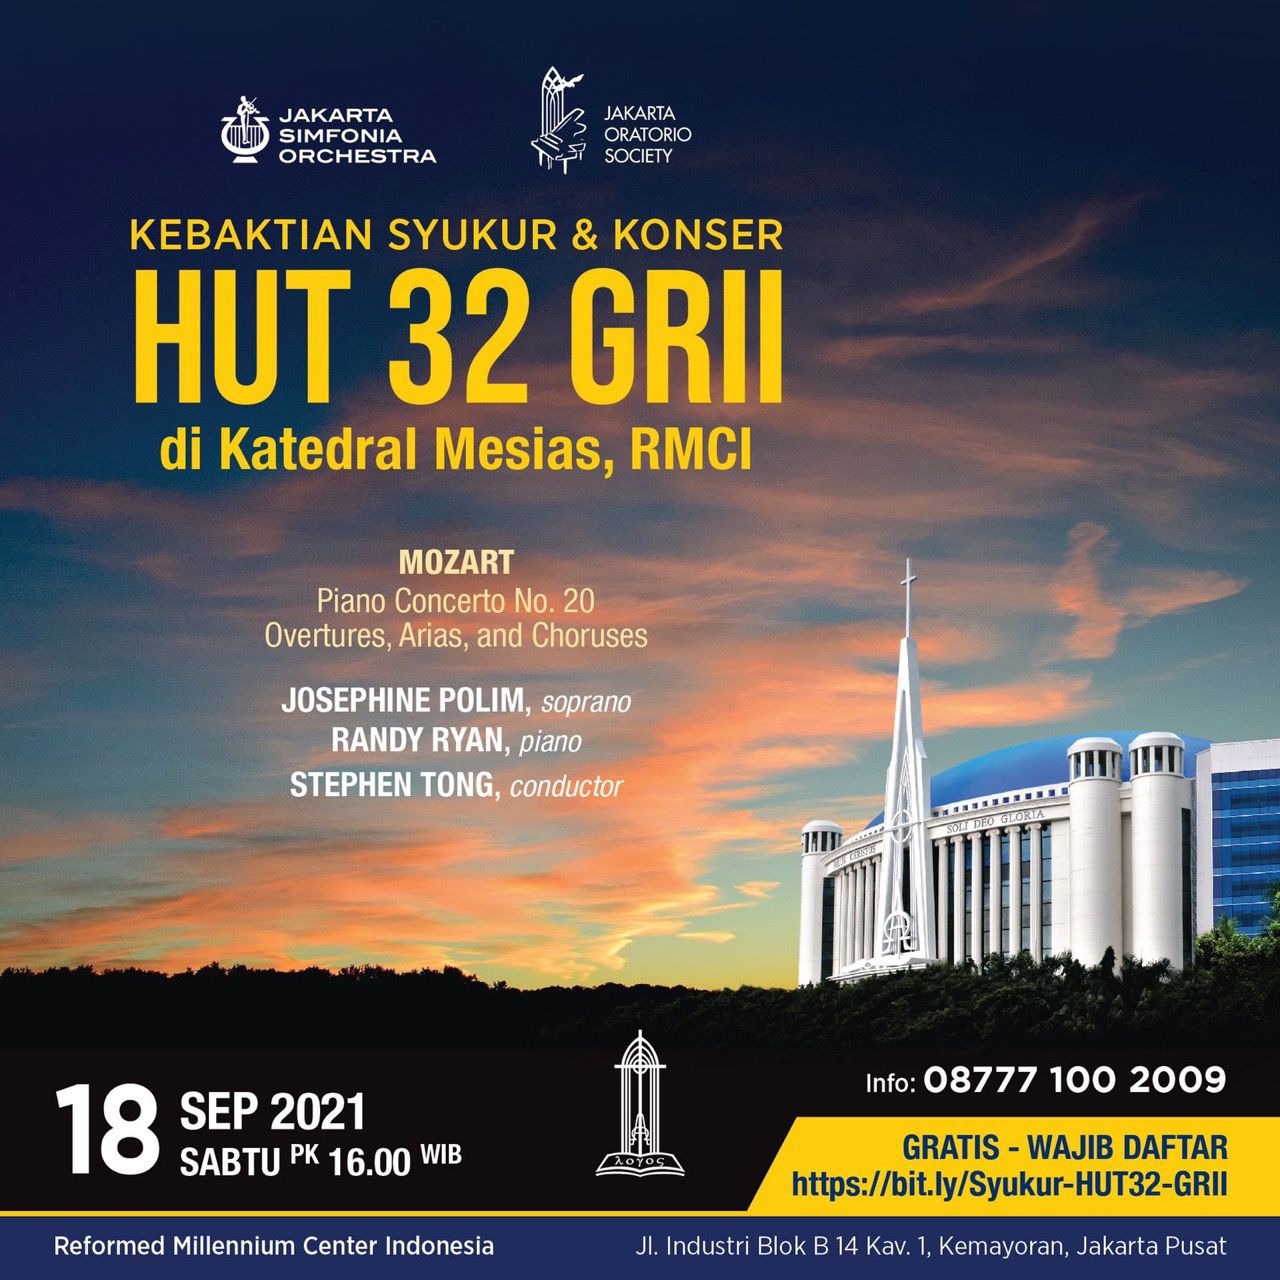 JAKARTA
SIMFONIA
ORCHESTRA
JAKARTA
ORATORIO
SOCIETY
KEBAKTIAN SYUKUR & KONSER
HUT 32 GRII
di Katedral Mesias, RMCI
MOZART
Piano Concerto No. 20
Overtures, Arias, and Choruses
JOSEPHINE POLIM, soprano
RANDY RYAN, piano
STEPHEN TONG, conductor
SOLI DEO GLORIA
CHRISTUS
18 SEP 2021
SABTU PK 16.00 WIB
λογος
Info: 08777 100 2009
GRATIS - WAJIB DAFTAR
https://bit.ly/Syukur-HUT32-GRII
Reformed Millennium Center Indonesia
Jl. Industri Blok B 14 Kav. 1, Kemayoran, Jakarta Pusat